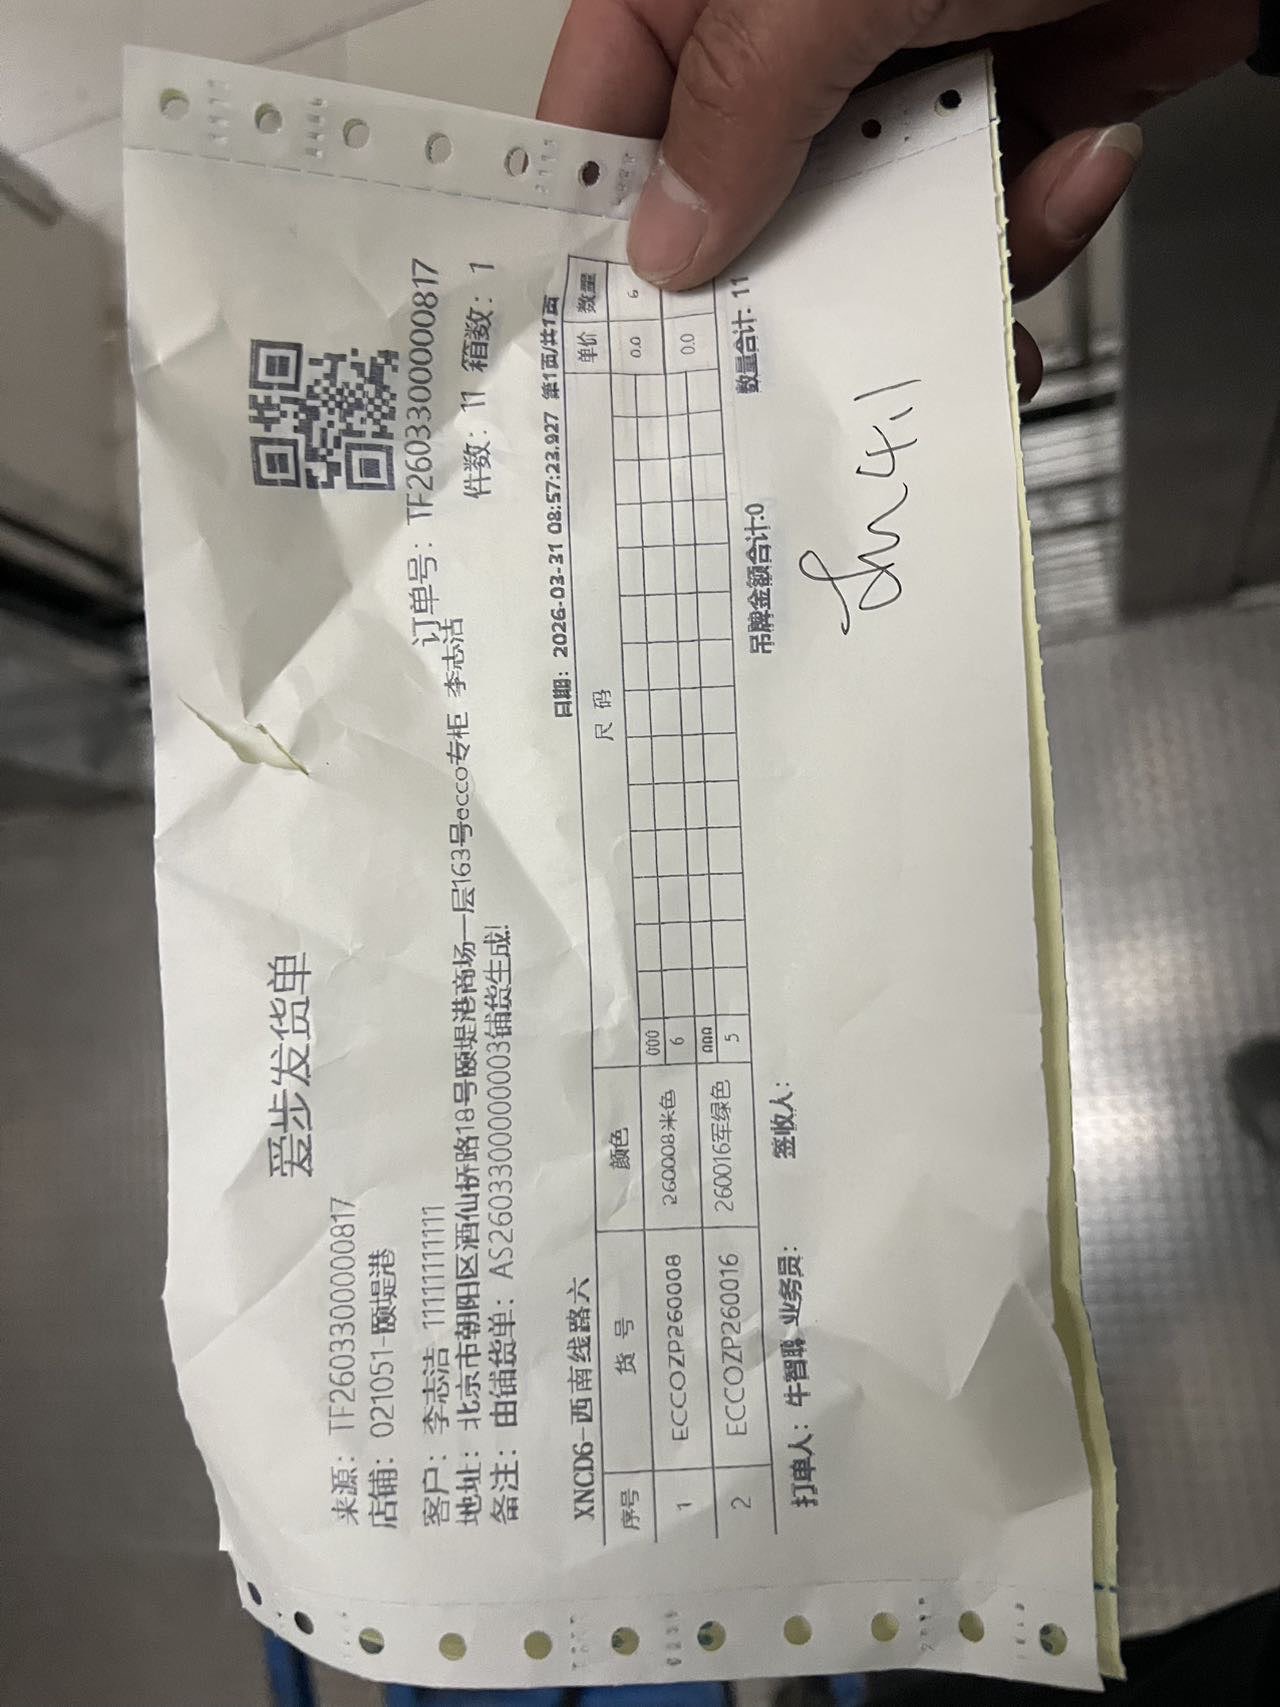 爱步发货单
来源：TF260330000817
店铺：021051-颐堤港
订单号：TF260330000817
客户：李志洁 11111111111
件数：11 箱数：1
地址：北京市朝阳区酒仙桥路18号颐堤港商场一层163号ecco专柜 李志洁
备注：由铺货单：AS260330000003铺货生成!
XNCD6-西南线路六 日期：2026-03-31 08:57:23.927 第1页/共1页
序号 货 号 颜色 尺 码 单价 数量
000
1 ECCOZP260008 260008米色 6 0.0 6
000
2 ECCOZP260016 260016军绿色 5 0.0
吊牌金额合计:0 数量合计：11
打单人：牛智聪 业务员： 签收人：
4.1